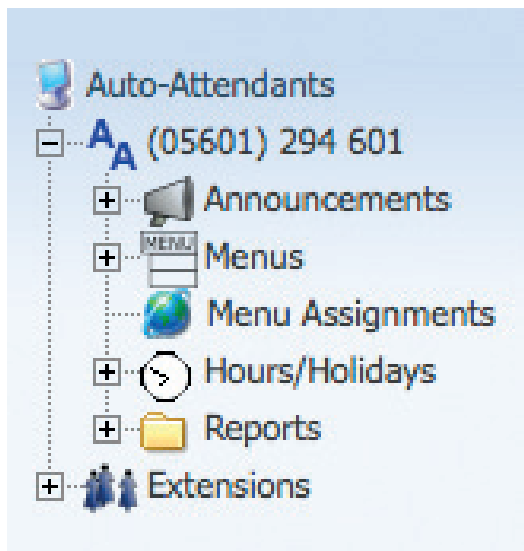 Auto-Attendants
(05601) 294 601
Announcements
MENU
Menus
Menu Assignments
Hours/Holidays
Reports
Extensions